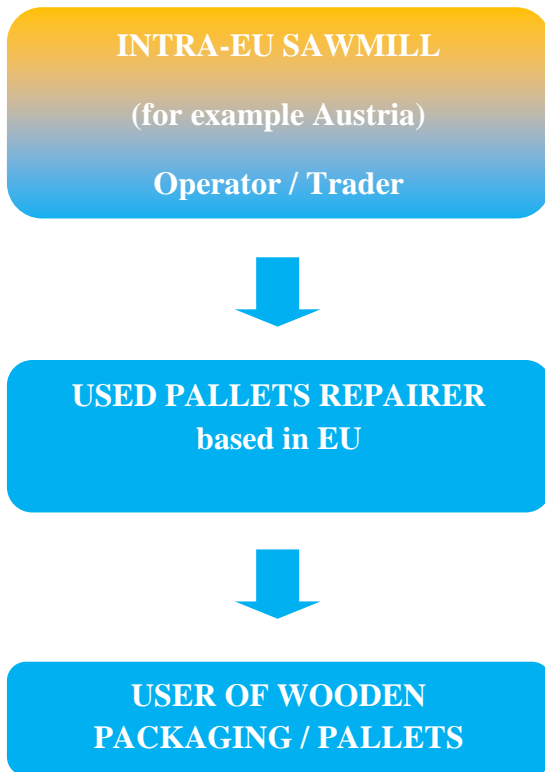 INTRA-EU SAWMILL
(for example Austria)
Operator / Trader
USED PALLETS REPAIRER
based in EU
USER OF WOODEN
PACKAGING / PALLETS